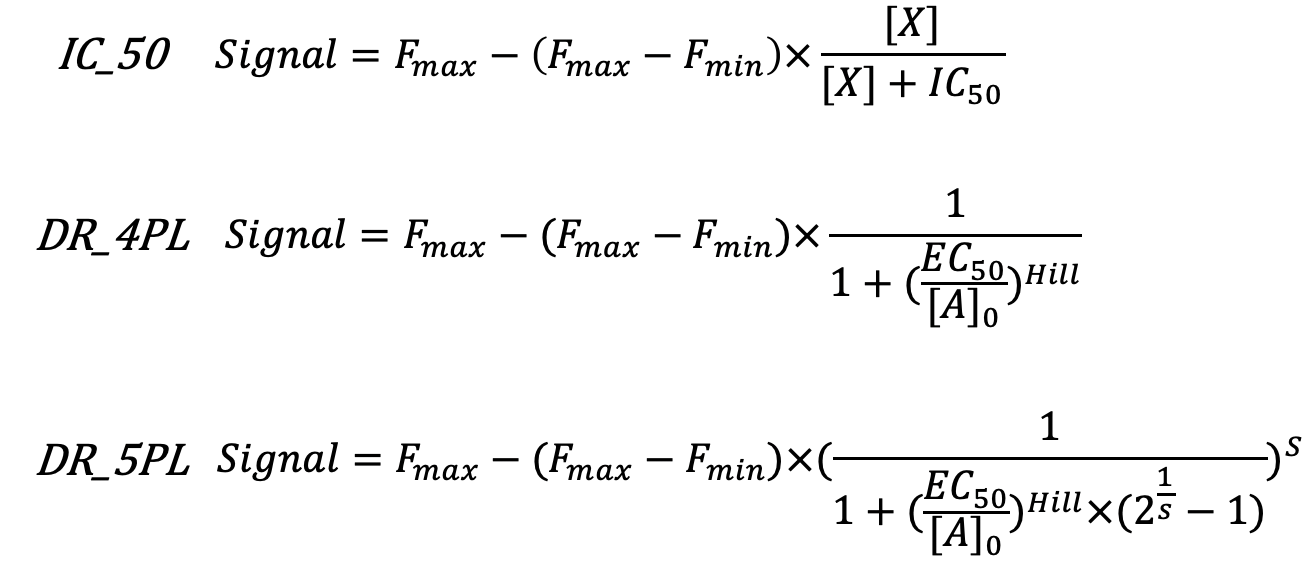 IC_50 Signal = F_max − (F_max − F_min)×[X]/([X] + IC_50)
DR_4PL Signal = F_max − (F_max − F_min)×1/(1 + (EC_50/[A]_0)^Hill)
DR_5PL Signal = F_max − (F_max − F_min)×(1/(1 + (EC_50/[A]_0)^Hill×(2^(1/s) − 1)))^S